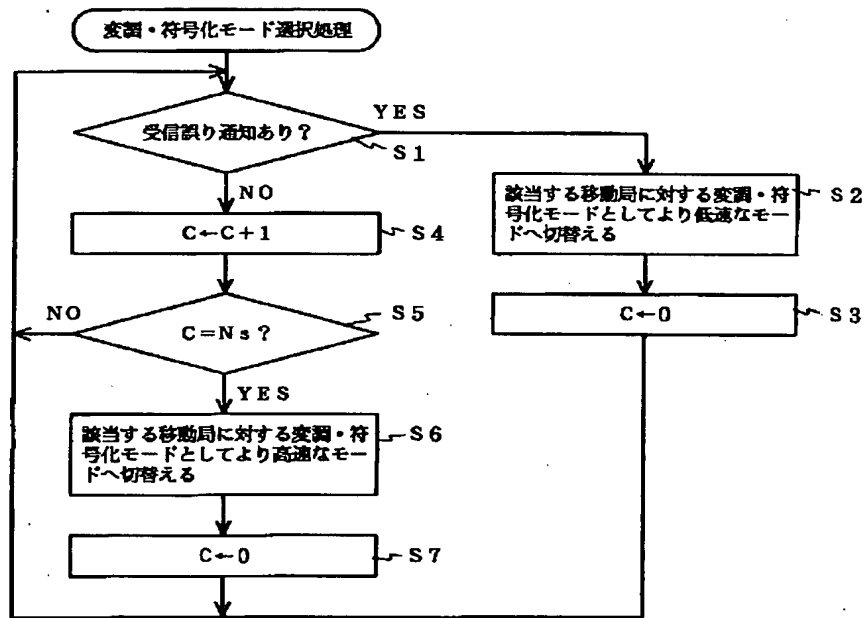 変調・符号化モード選択処理
受信誤り通知あり？
YES
S1
NO
該当する移動局に対する変調・符
号化モードとしてより低速なモー
ドへ切替える
S2
C←C+1
S4
C←0
S3
C=Ns？
S5
NO
YES
該当する移動局に対する変調・符
号化モードとしてより高速なモー
ドへ切替える
S6
C←0
S7